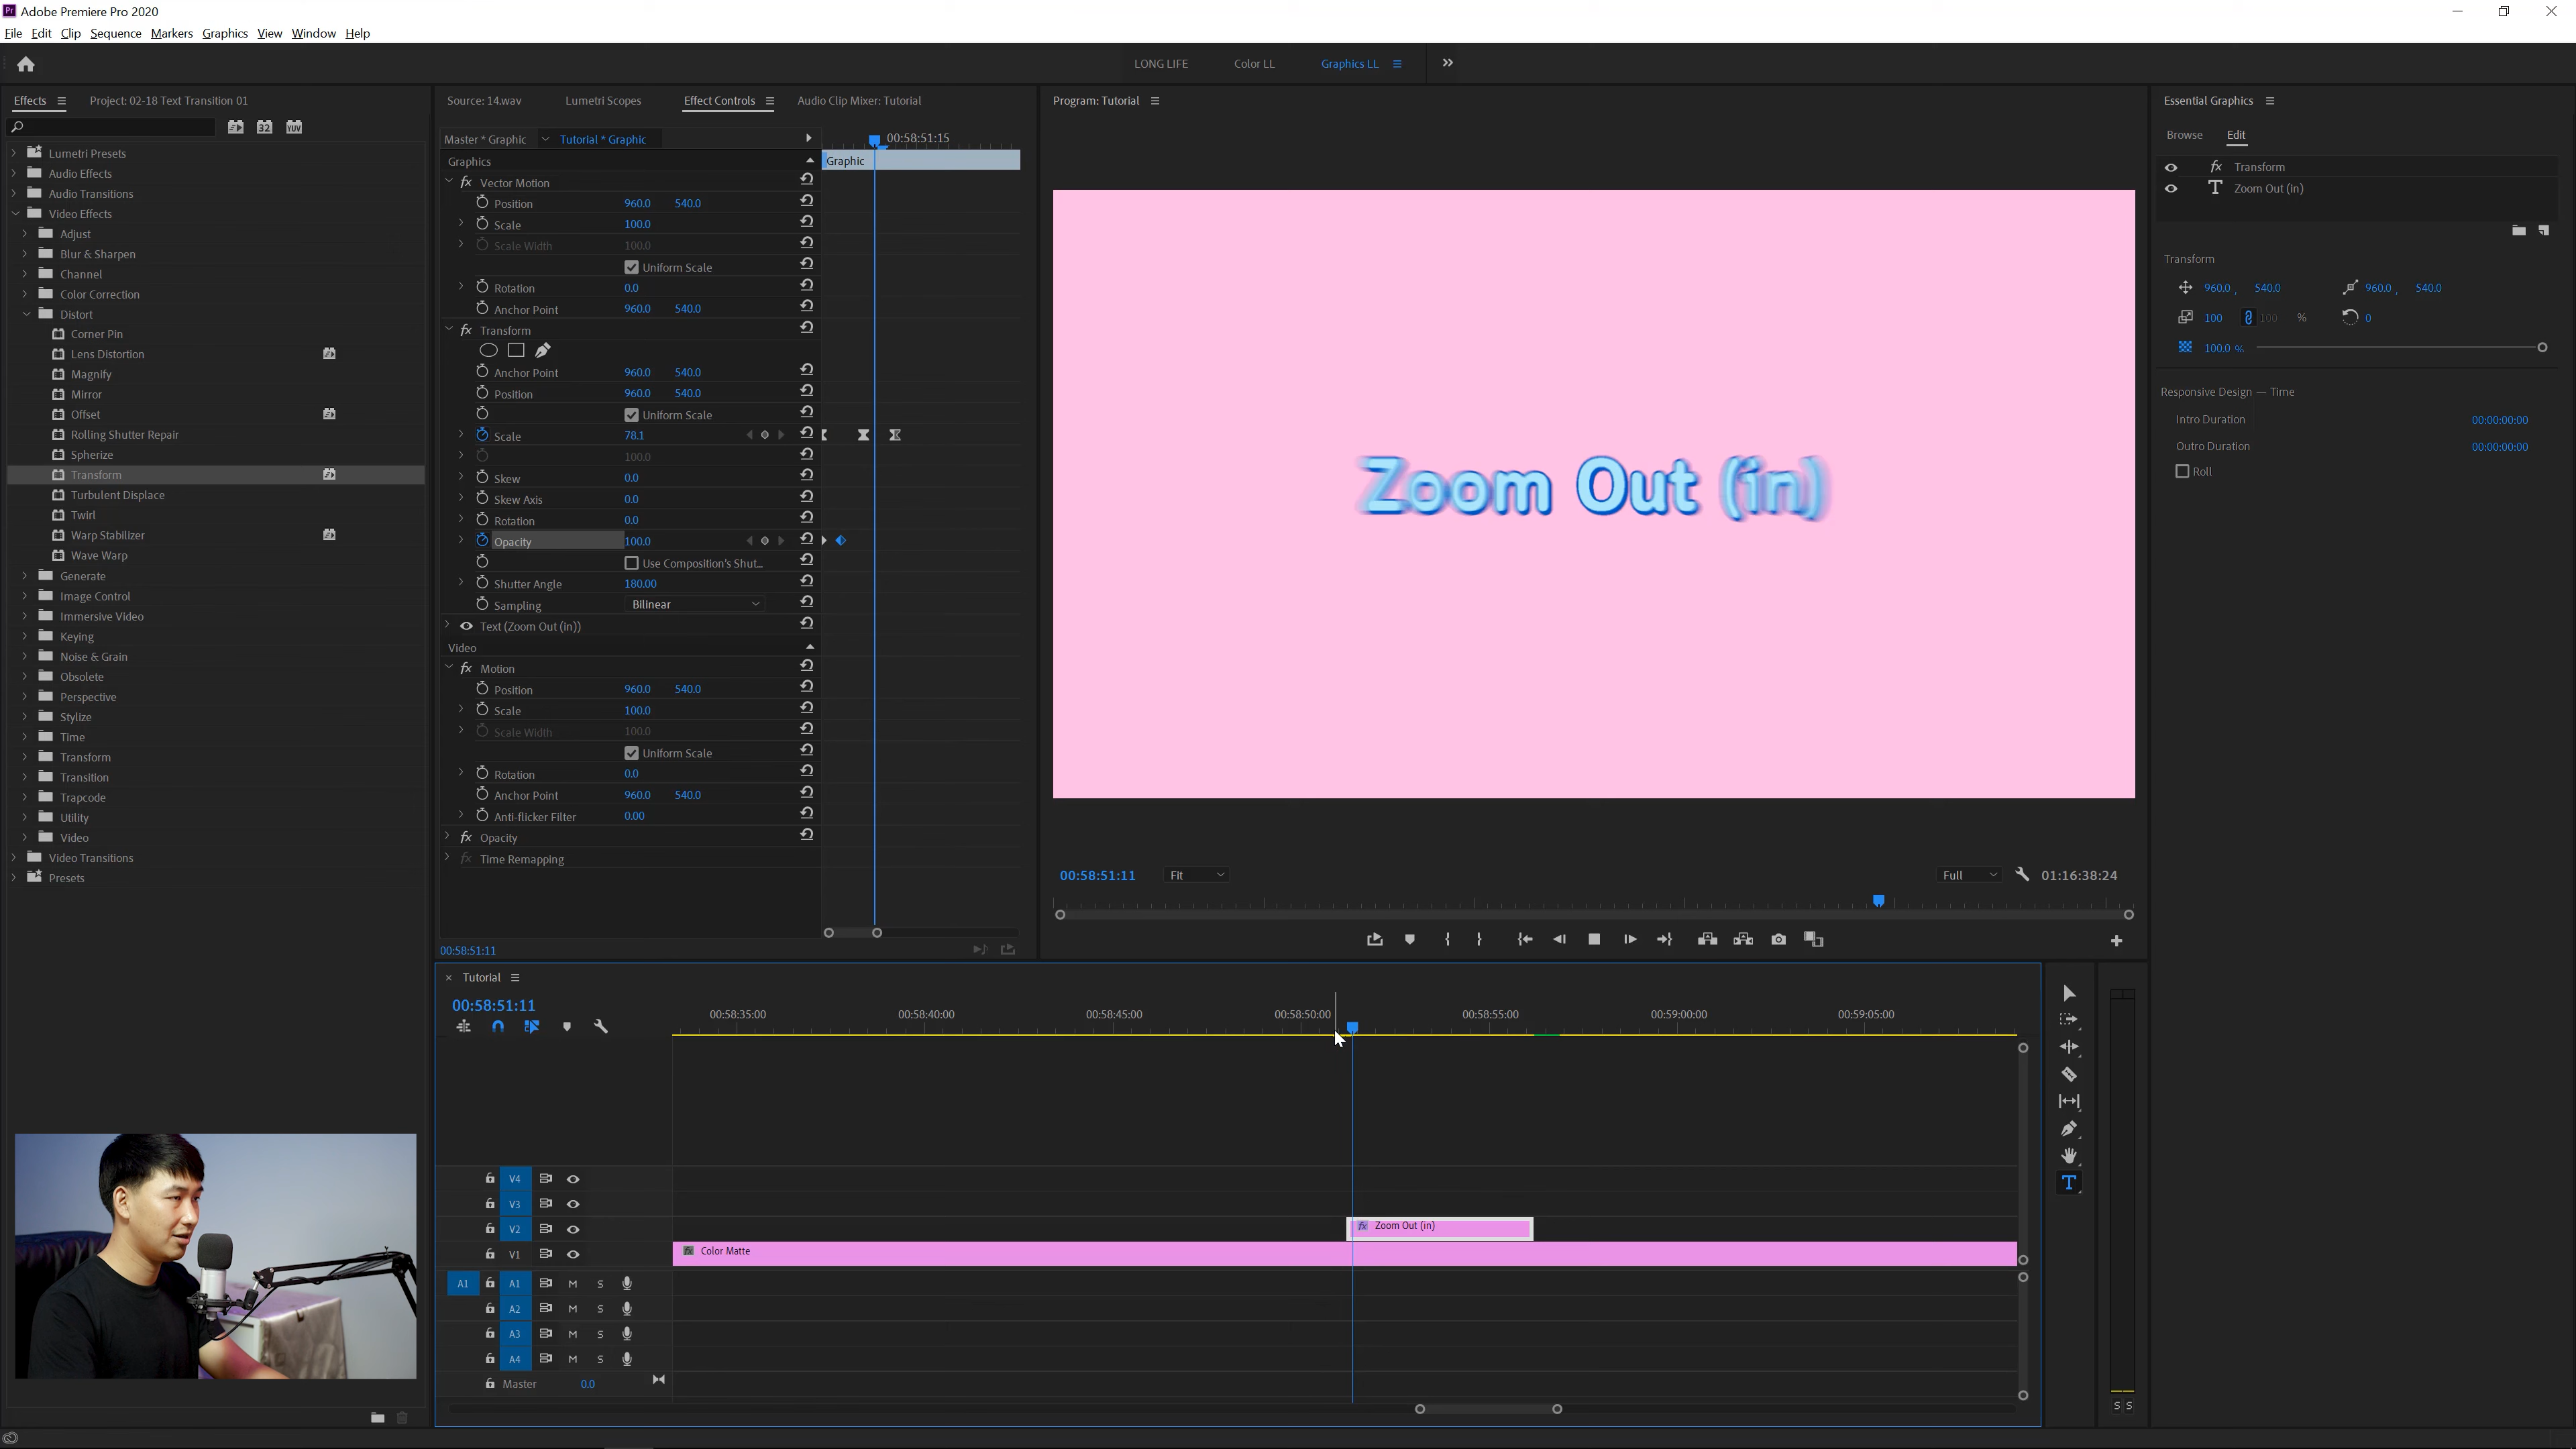 Adobe Premiere Pro 2020
File Edit Clip Sequence Markers Graphics View Window Help
LONG LIFE Color LL Graphics LL
Effects Project: 02-18 Text Transition 01
32 YUV
Lumetri Presets
Audio Effects
Audio Transitions
Video Effects
Adjust
Blur & Sharpen
Channel
Color Correction
Distort
Corner Pin
Lens Distortion
Magnify
Mirror
Offset
Rolling Shutter Repair
Spherize
Transform
Turbulent Displace
Twirl
Warp Stabilizer
Wave Warp
Generate
Image Control
Immersive Video
Keying
Noise & Grain
Obsolete
Perspective
Stylize
Time
Transform
Transition
Trapcode
Utility
Video
Video Transitions
Presets
Source: 14.wav Lumetri Scopes Effect Controls Audio Clip Mixer: Tutorial
Master * Graphic Tutorial * Graphic 00:58:51:15
Graphics Graphic
fx Vector Motion
Position 960.0 540.0
Scale 100.0
Scale Width 100.0
Uniform Scale
Rotation 0.0
Anchor Point 960.0 540.0
fx Transform
Anchor Point 960.0 540.0
Position 960.0 540.0
Uniform Scale
Scale 78.1
100.0
Skew 0.0
Skew Axis 0.0
Rotation 0.0
Opacity 100.0
Use Composition's Shut...
Shutter Angle 180.00
Sampling Bilinear
Text (Zoom Out (in))
Video
fx Motion
Position 960.0 540.0
Scale 100.0
Scale Width 100.0
Uniform Scale
Rotation 0.0
Anchor Point 960.0 540.0
Anti-flicker Filter 0.00
fx Opacity
fx Time Remapping
00:58:51:11
Program: Tutorial
Zoom Out (in)
00:58:51:11 Fit Full 01:16:38:24
Essential Graphics
Browse Edit
fx Transform
T Zoom Out (in)
Transform
960.0 , 540.0 960.0 , 540.0
100 100 % 0
100.0 %
Responsive Design — Time
Intro Duration 00:00:00:00
Outro Duration 00:00:00:00
Roll
× Tutorial
00:58:51:11
00:58:35:00 00:58:40:00 00:58:45:00 00:58:50:00 00:58:55:00 00:59:00:00 00:59:05:00
V4
V3
V2 fx Zoom Out (in)
V1 fx Color Matte
A1 A1 M S
A2 M S
A3 M S
A4 M S
Master 0.0
T
S S